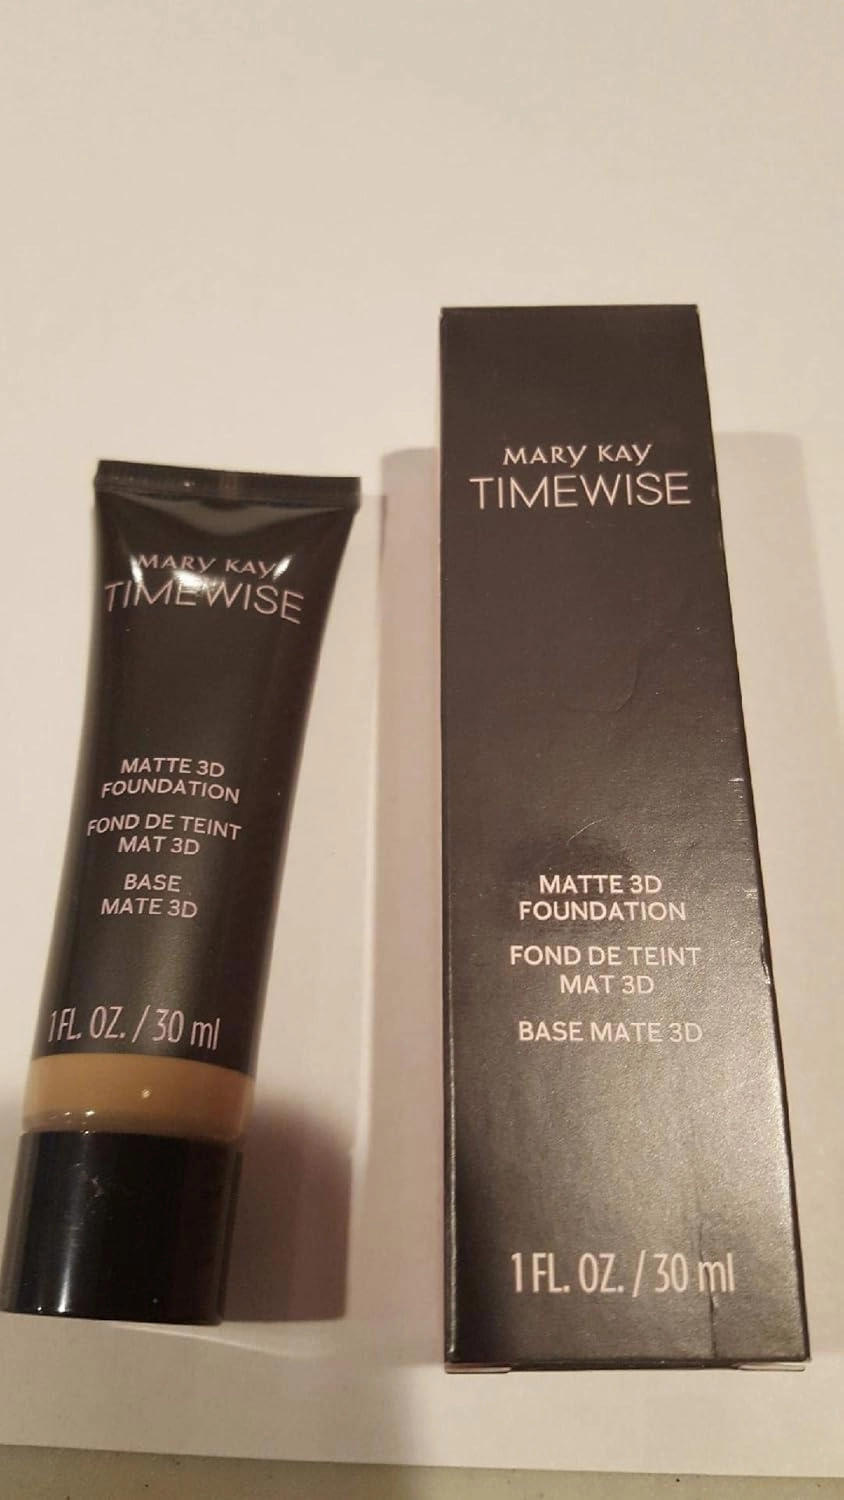 MARY KAY
TIMEWISE
MATTE 3D
FOUNDATION
FOND DE TEINT
MAT 3D
BASE
MATE 3D
1 FL. OZ. / 30 ml
MARY KAY
TIMEWISE
MATTE 3D
FOUNDATION
FOND DE TEINT
MAT 3D
BASE MATE 3D
1 FL. OZ. / 30 ml